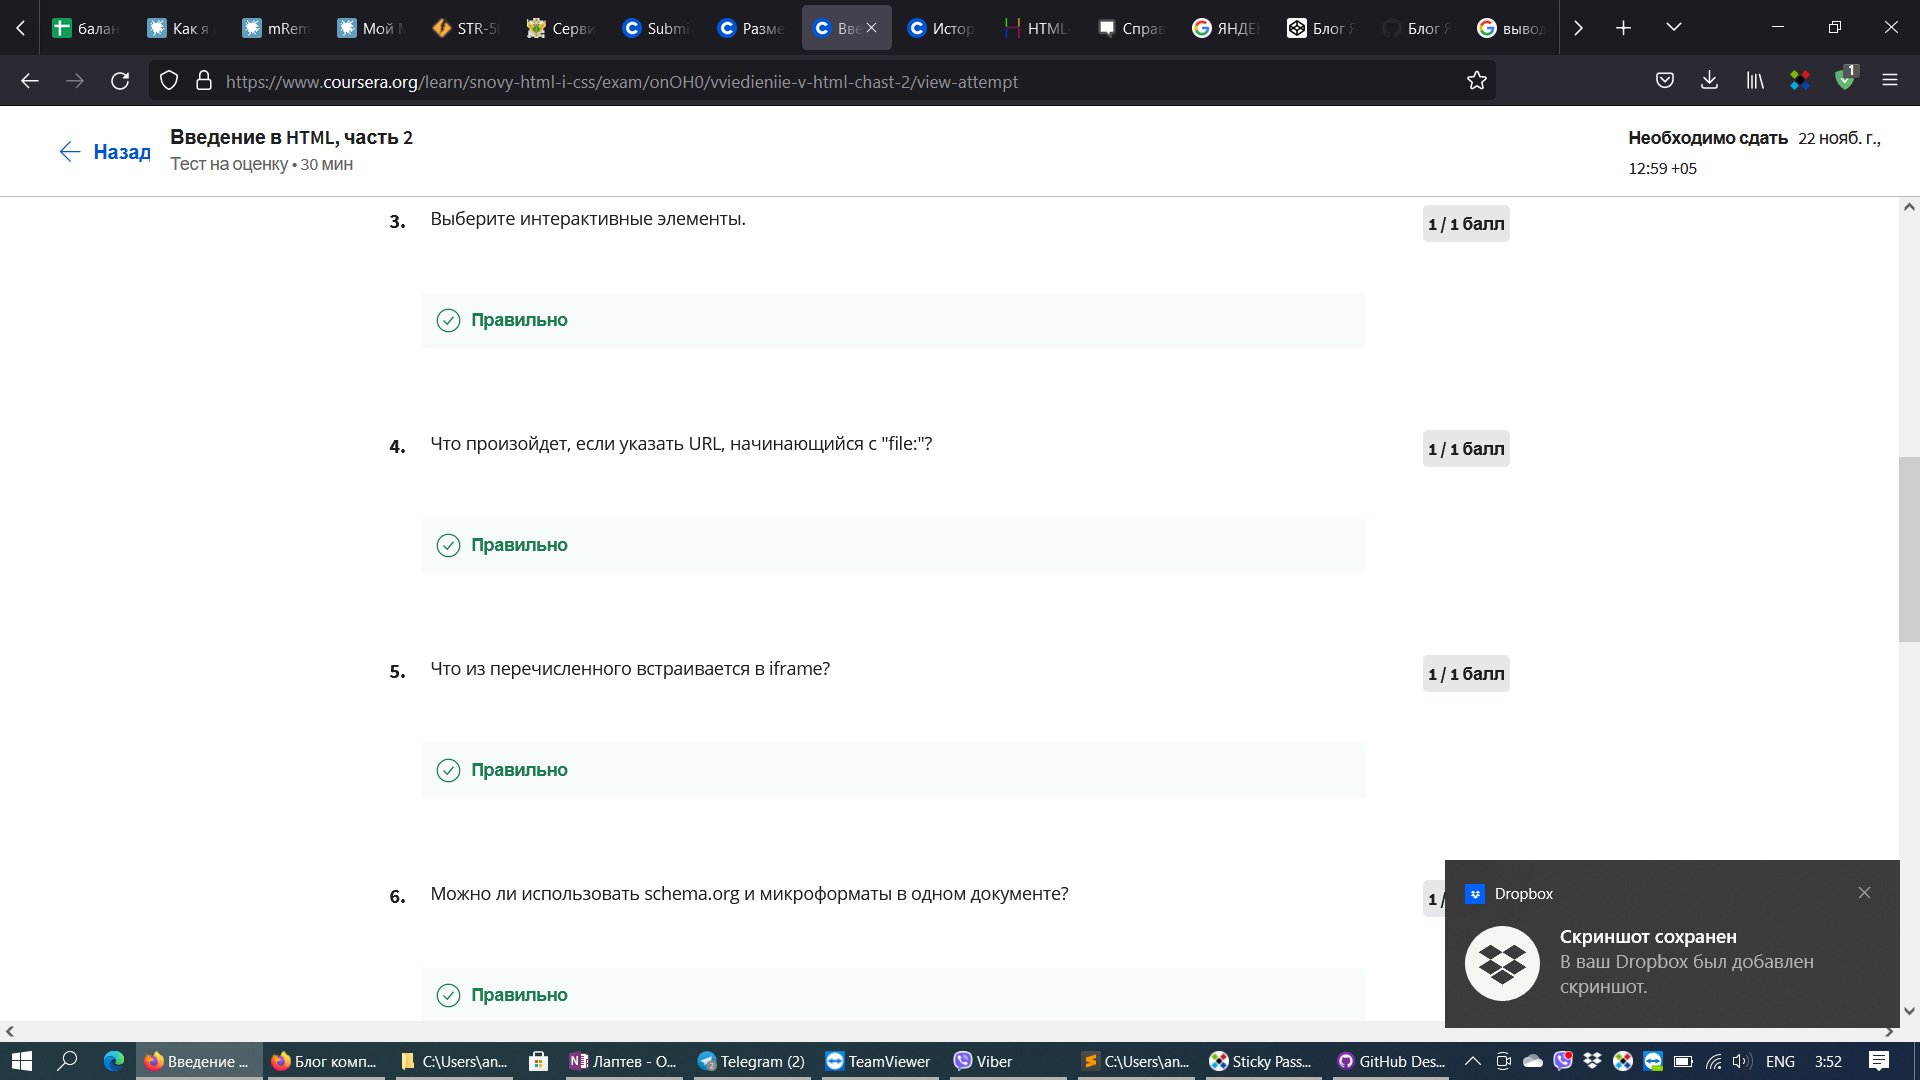 балан
Как я
mRem
Мой М
STR-5
Серви
Submi
Разме
Вве
Истор
HTML
Справ
ЯНДЕ
Блог Я
Блог Я
вывод
https://www.coursera.org/learn/snovy-html-i-css/exam/onOH0/vviedieniie-v-html-chast-2/view-attempt
1
Назад
Введение в HTML, часть 2
Тест на оценку • 30 мин
Необходимо сдать 22 нояб. г.,
12:59 +05
3. Выберите интерактивные элементы.
1 / 1 балл
Правильно
4. Что произойдет, если указать URL, начинающийся с "file:"?
1 / 1 балл
Правильно
5. Что из перечисленного встраивается в iframe?
1 / 1 балл
Правильно
6. Можно ли использовать schema.org и микроформаты в одном документе?
1 /
Правильно
Dropbox
Скриншот сохранен
В ваш Dropbox был добавлен
скриншот.
Введение ...
Блог комп...
C:\Users\an...
Лаптев - O...
Telegram (2)
TeamViewer
Viber
C:\Users\an...
Sticky Pass...
GitHub Des...
ENG
3:52